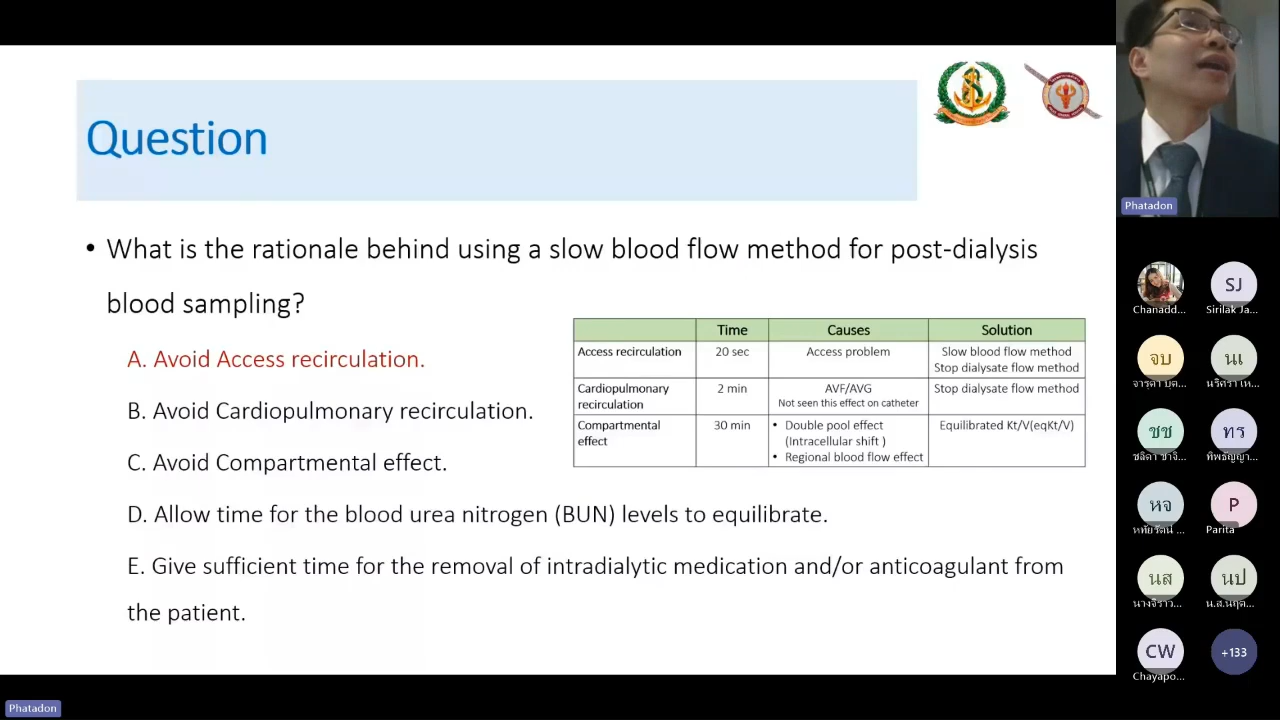 Question
• What is the rationale behind using a slow blood flow method for post-dialysis
blood sampling?
A. Avoid Access recirculation.
B. Avoid Cardiopulmonary recirculation.
C. Avoid Compartmental effect.
D. Allow time for the blood urea nitrogen (BUN) levels to equilibrate.
E. Give sufficient time for the removal of intradialytic medication and/or anticoagulant from
the patient.
Time Causes Solution
Access recirculation 20 sec Access problem Slow blood flow method
Stop dialysate flow method
Cardiopulmonary 2 min AVF/AVG Stop dialysate flow method
recirculation Not seen this effect on catheter
Compartmental 30 min • Double pool effect Equilibrated Kt/V(eqKt/V)
effect (Intracellular shift )
• Regional blood flow effect
Phatadon
Chanadd...
SJ
Sirilak Ja...
จบ
นเ
ชช
ทร
หจ
P
Parita
นส
นป
CW
Chayapo...
+133
Phatadon